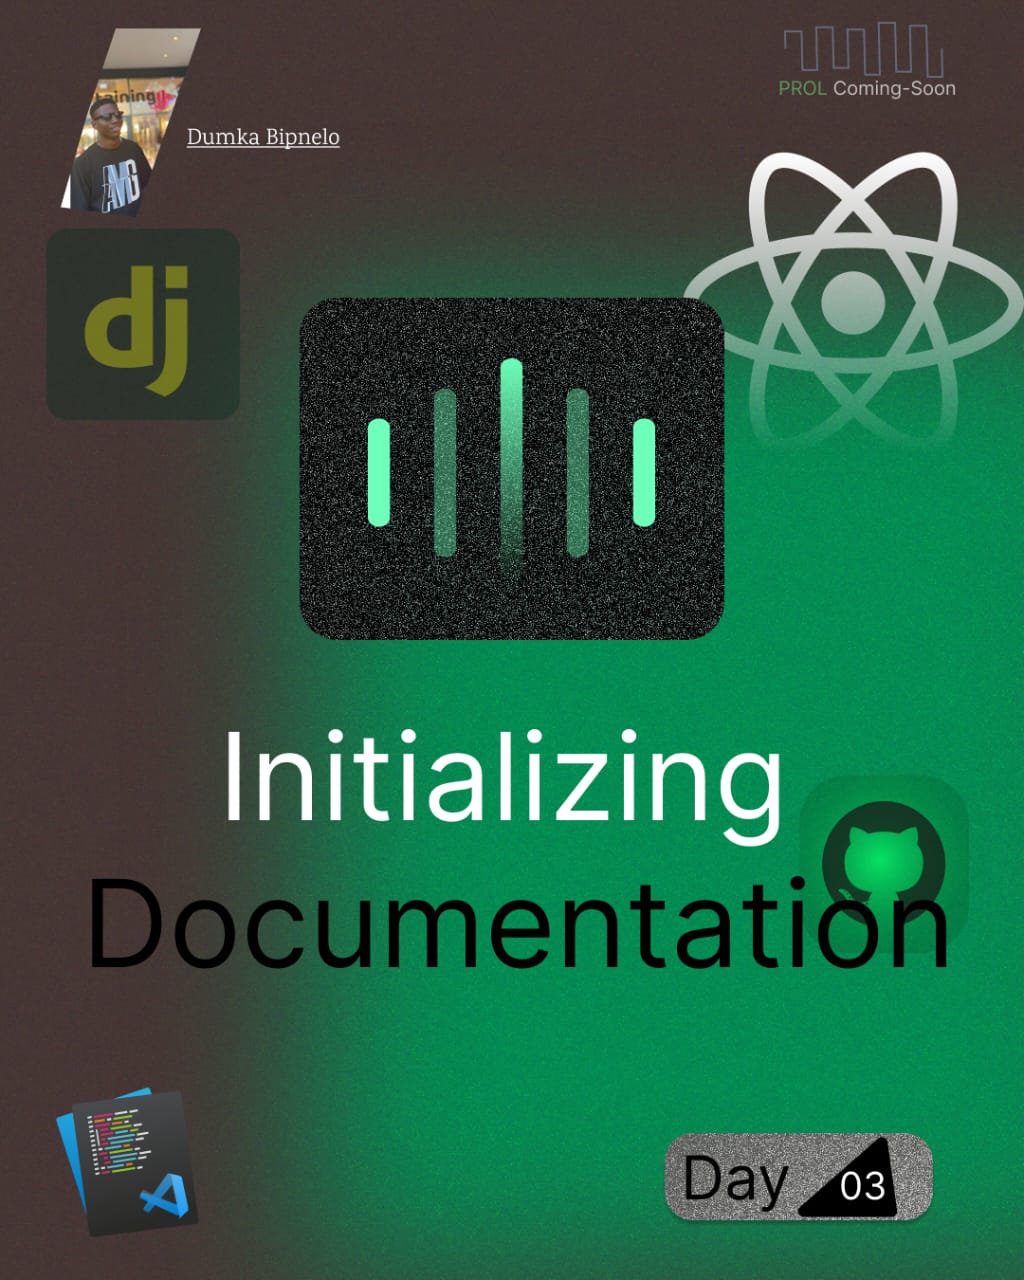 PROL Coming-Soon
Dumka Bipnelo
dj
Initializing
Documentation
Day 03